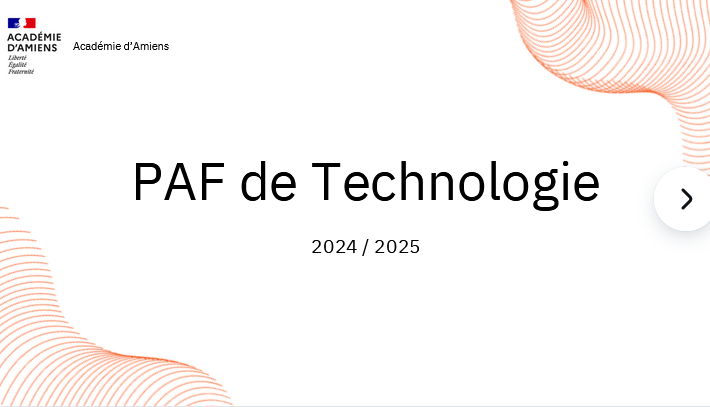 ACADÉMIE
D'AMIENS
Liberté
Égalité
Fraternité
Académie d'Amiens
PAF de Technologie
2024 / 2025